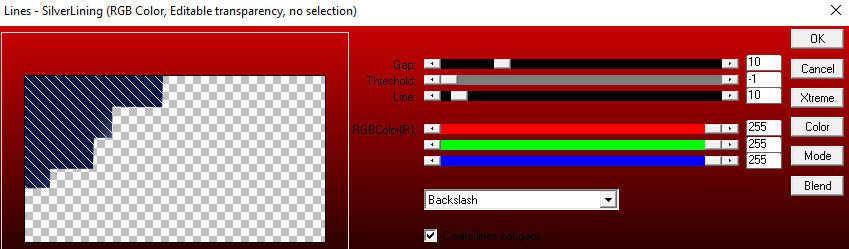 Lines - SilverLining (RGB Color, Editable transparency, no selection)
OK
Gap: 10
Threshold: -1
Cancel
Line: 10
Xtreme
RGBColor[R]: 255
Color
255
255
Mode
Blend
Backslash
Create lines not gaps